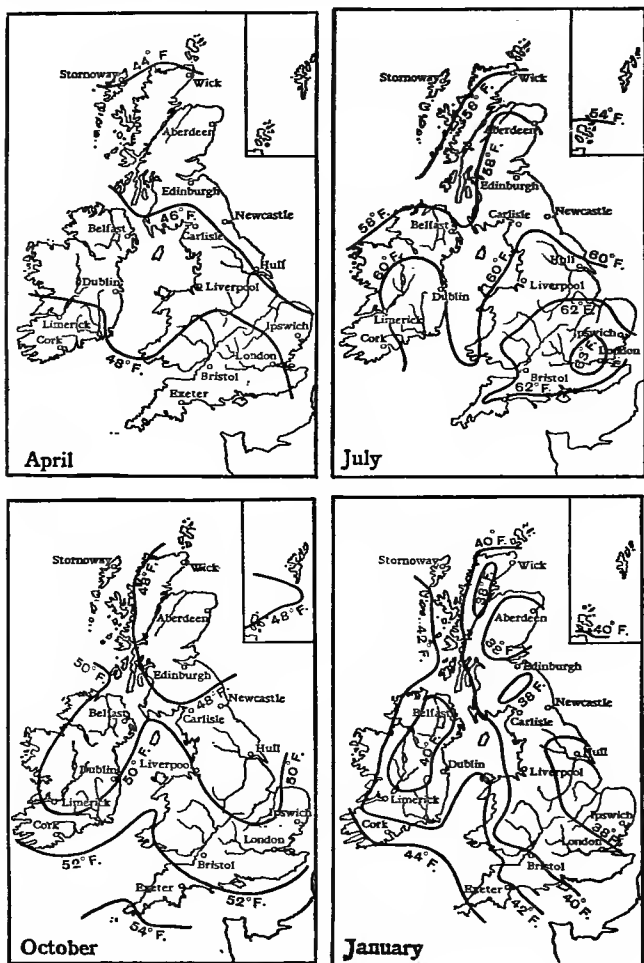 44° F.
Stornoway
Wick
Aberdeen
Edinburgh
46° F.
Newcastle
Belfast
Carlisle
Hull
Dublin
Liverpool
Limerick
Ipswich
Cork
48° F.
London
Bristol
Exeter
April
Stornoway
Wick
56° F.
54° F.
Aberdeen
58° F.
Edinburgh
58° F.
Newcastle
Belfast
Carlisle
60° F.
60° F.
60° F.
Hull
Dublin
Liverpool
62° F.
Limerick
Ipswich
Cork
London
63° F.
Bristol
62° F.
July
Stornoway
48° F.
Wick
48° F.
Aberdeen
50° F.
Edinburgh
48° F.
Newcastle
Belfast
Carlisle
50° F.
Hull
Dublin
Liverpoo
50° F.
Limerick
Ipswich
Cork
London
52° F.
Bristol
Exeter
52° F.
54° F.
October
40° F.
Stornoway
Wick
38° F.
42° F.
Aberdeen
40° F.
38° F.
Edinburgh
38° F.
Newcastle
Belfast
Carlisle
40°
Hull
Dublin
Liverpool
Limerick
Ipswich
38° F.
Cork
London
44° F.
Bristol
Exeter
42° F.
40° F.
January